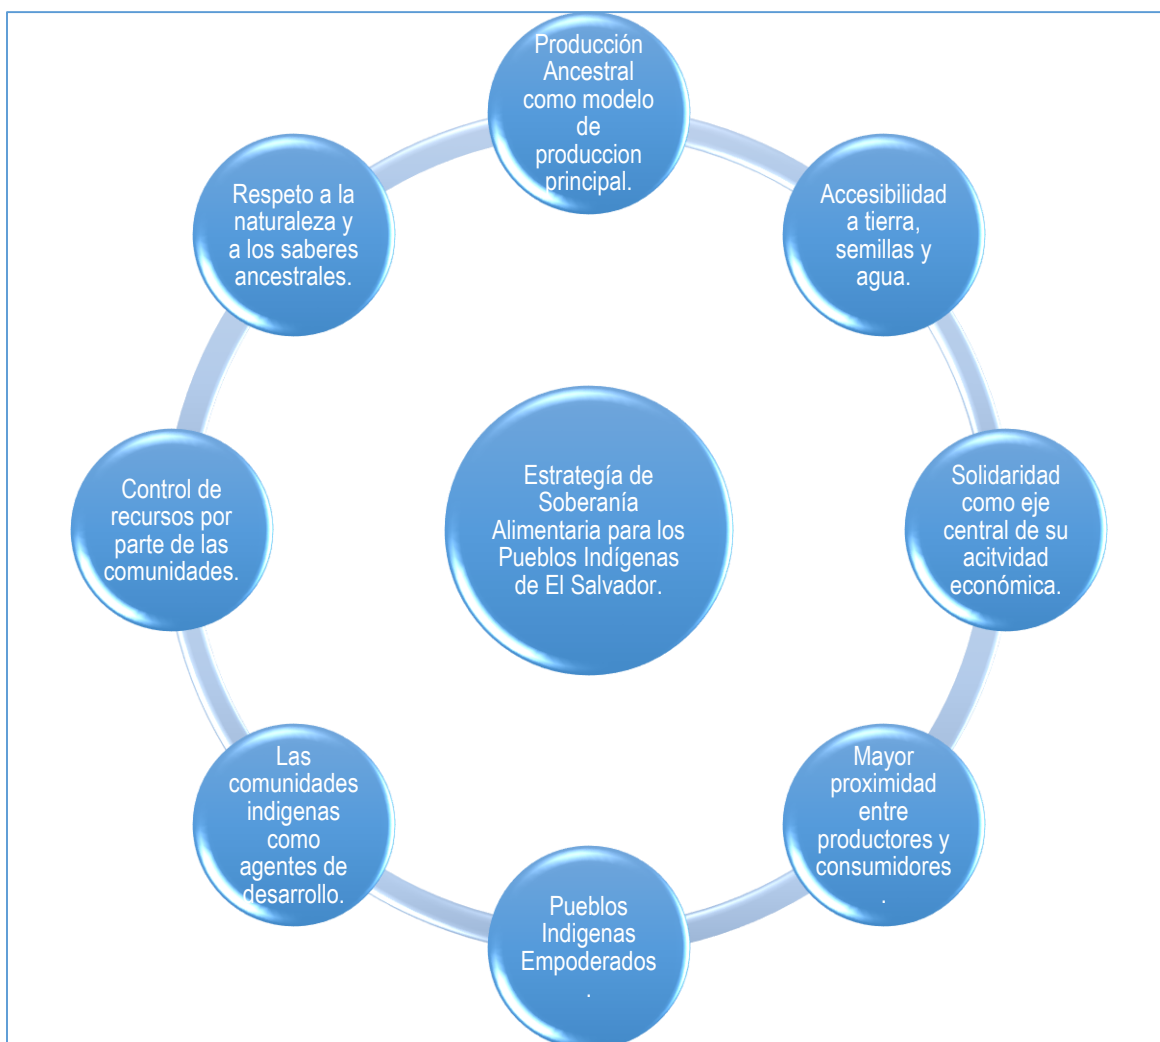 Producción
Ancestral
como modelo
de
produccion
principal.
Accesibilidad
a tierra,
semillas y
agua.
Solidaridad
como eje
central de su
acitvidad
económica.
Mayor
proximidad
entre
productores y
consumidores
.
Pueblos
Indigenas
Empoderados
.
Las
comunidades
indigenas
como
agentes de
desarrollo.
Control de
recursos por
parte de las
comunidades.
Respeto a la
naturaleza y
a los saberes
ancestrales.
Estrategía de
Soberanía
Alimentaria para los
Pueblos Indígenas
de El Salvador.